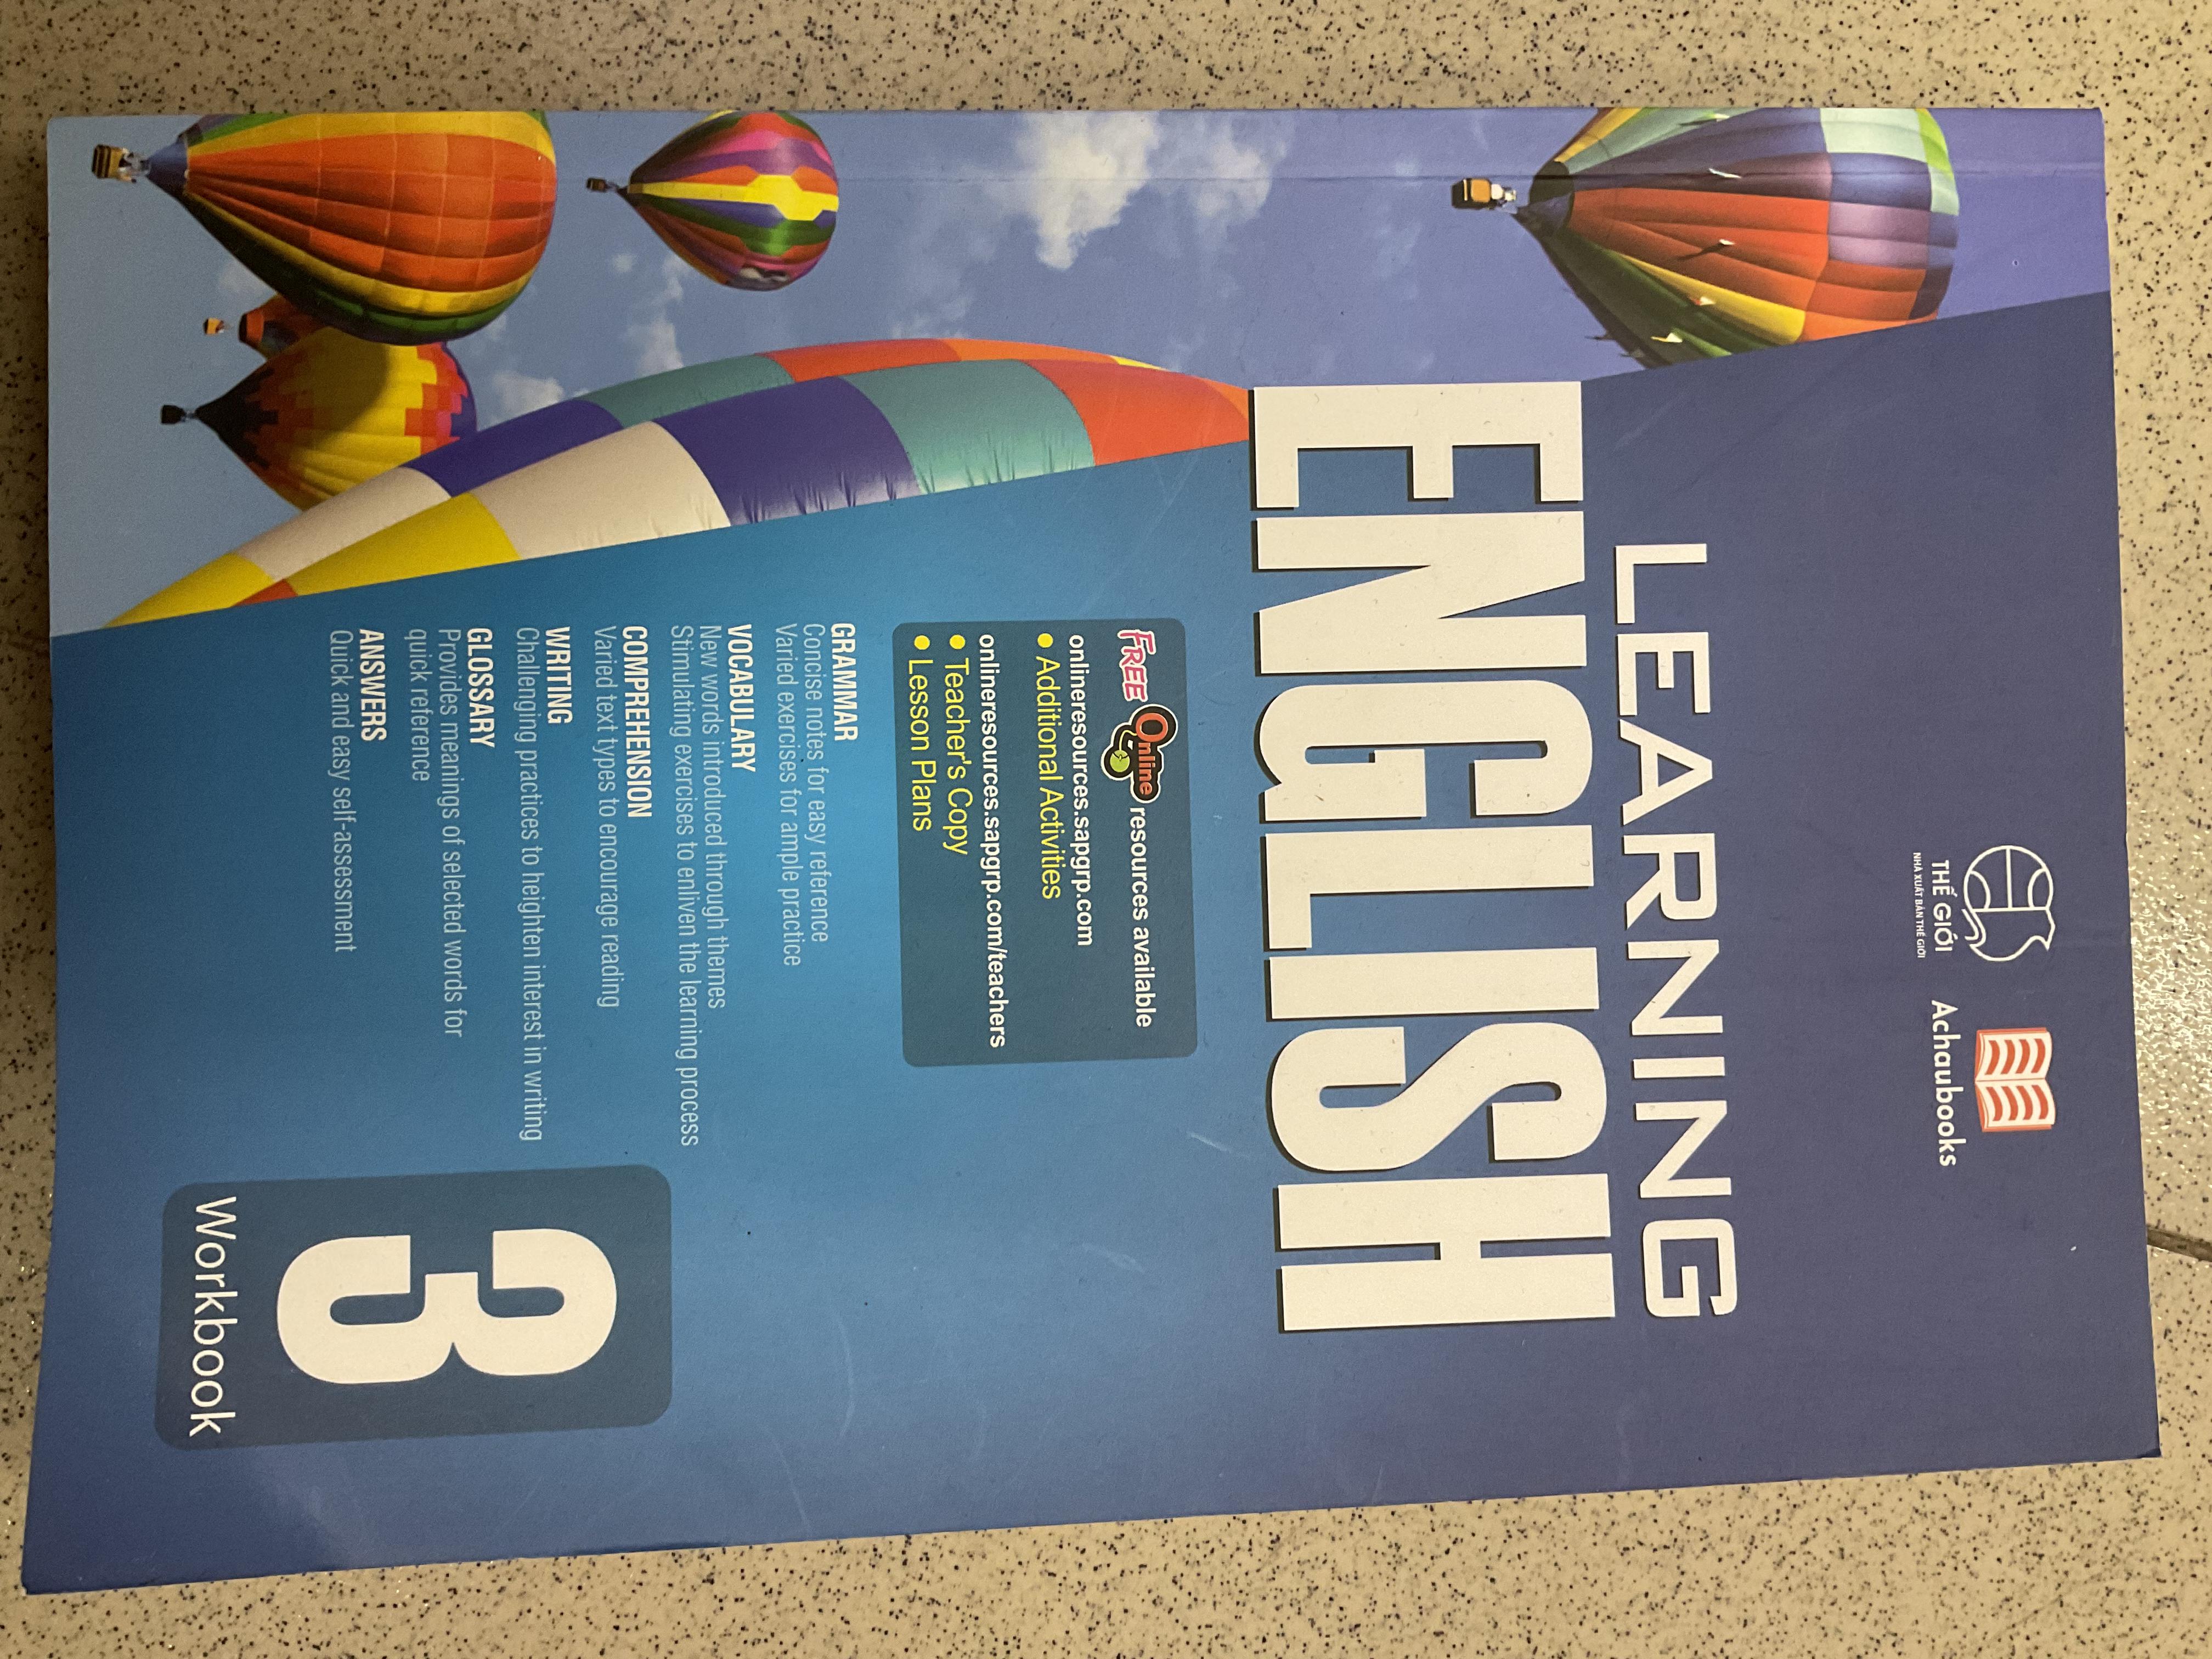 THẾ GIỚI
NHÀ XUẤT BẢN THẾ GIỚI
Achaubooks
LEARNING
ENGLISH
FREE Online resources available
onlineresources.sapgrp.com
• Additional Activities
onlineresources.sapgrp.com/teachers
• Teacher's Copy
• Lesson Plans
GRAMMAR
Concise notes for easy reference
Varied exercises for ample practice
VOCABULARY
New words introduced through themes
Stimulating exercises to enliven the learning process
COMPREHENSION
Varied text types to encourage reading
WRITING
Challenging practices to heighten interest in writing
GLOSSARY
Provides meanings of selected words for
quick reference
ANSWERS
Quick and easy self-assessment
3
Workbook